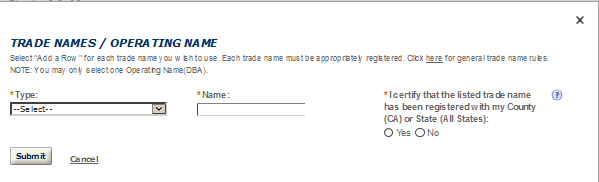 TRADE NAMES / OPERATING NAME
Select "Add a Row " for each trade name you w ish to use. Each trade name must be appropriately registered. Click here for general trade name rules.
NOTE: You may only select one Operating Name(DBA).
*Type: *Name: *I certify that the listed trade name
has been registered with my County
(CA) or State (All States):
--Select--
Yes No
Submit Cancel